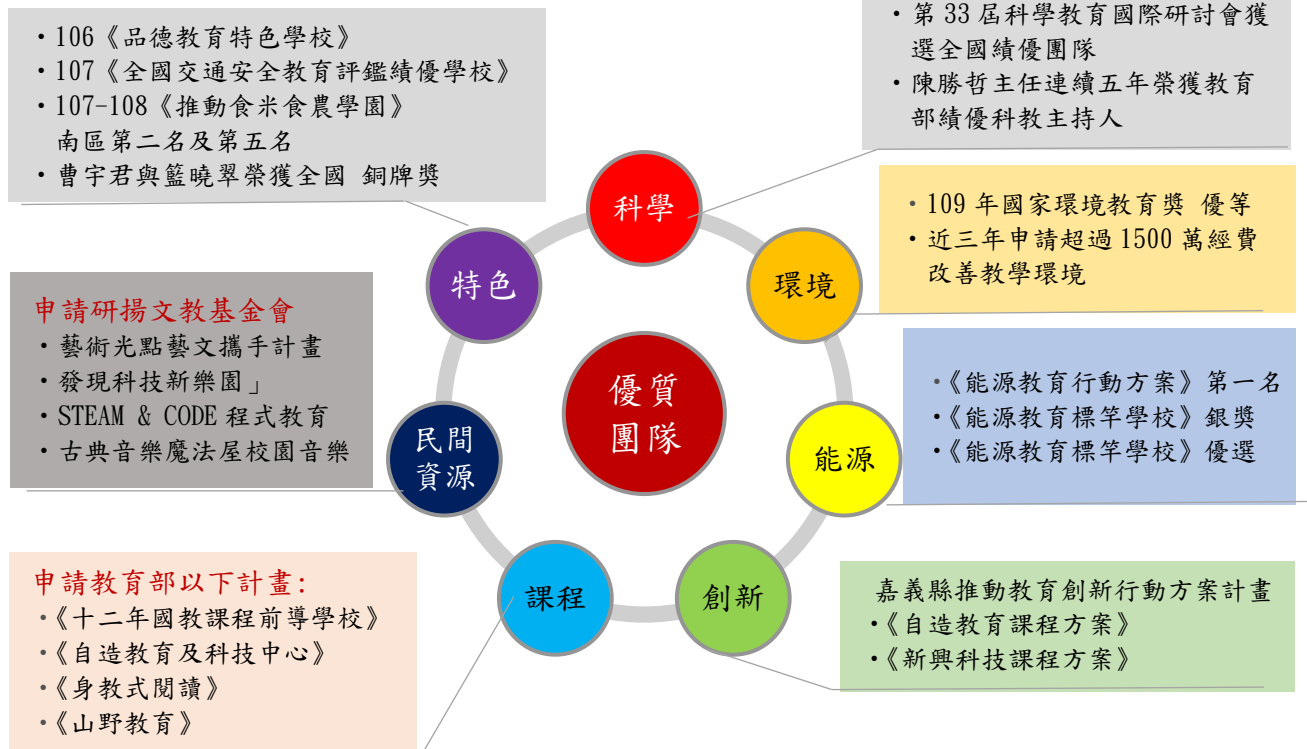 ・106《品德教育特色學校》
・107《全國交通安全教育評鑑績優學校》
・107-108《推動食米食農學園》
南區第二名及第五名
・曹宇君與籃曉翠榮獲全國 銅牌獎
・第 33 屆科學教育國際研討會獲
選全國績優團隊
・陳勝哲主任連續五年榮獲教育
部績優科教主持人
科學
・109 年國家環境教育獎 優等
・近三年申請超過 1500 萬經費
改善教學環境
特色
環境
申請研揚文教基金會
・藝術光點藝文攜手計畫
・發現科技新樂園」
・STEAM & CODE 程式教育
・古典音樂魔法屋校園音樂
優質
團隊
・《能源教育行動方案》第一名
・《能源教育標竿學校》銀獎
・《能源教育標竿學校》優選
民間
資源
能源
申請教育部以下計畫:
・《十二年國教課程前導學校》
・《自造教育及科技中心》
・《身教式閱讀》
・《山野教育》
課程
創新
嘉義縣推動教育創新行動方案計畫
・《自造教育課程方案》
・《新興科技課程方案》